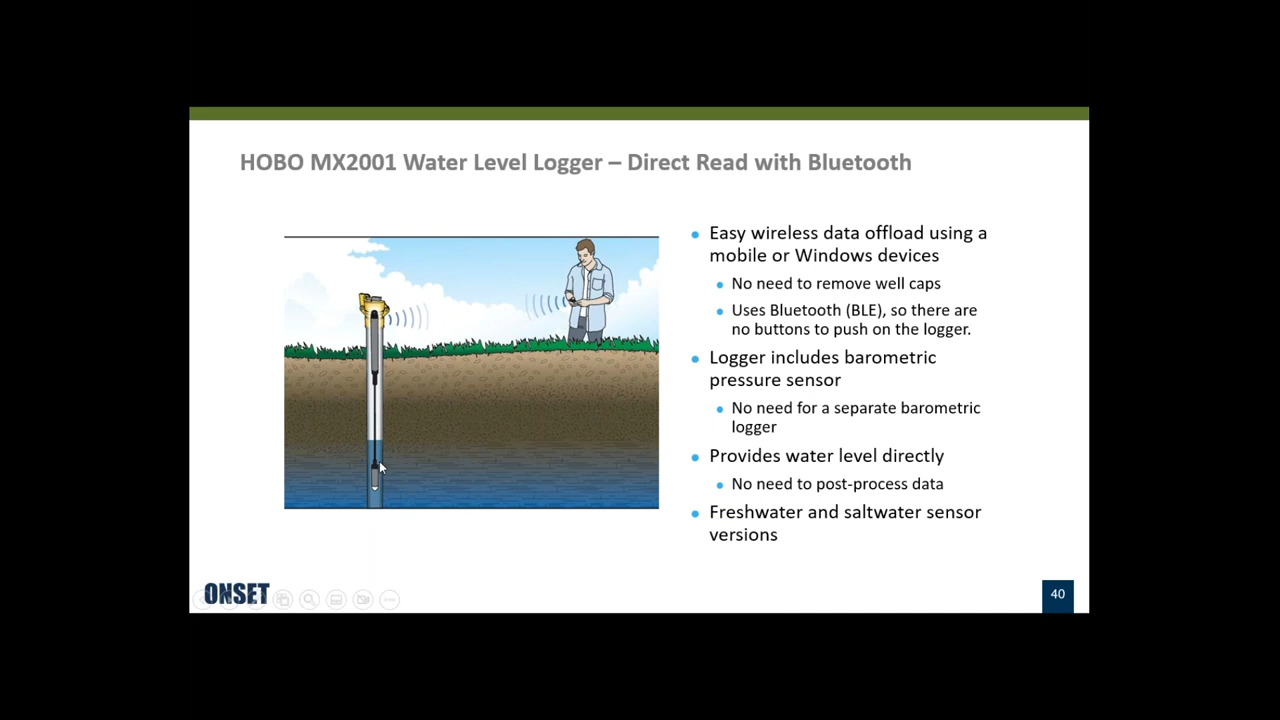 HOBO MX2001 Water Level Logger – Direct Read with Bluetooth
Easy wireless data offload using a
mobile or Windows devices
No need to remove well caps
Uses Bluetooth (BLE), so there are
no buttons to push on the logger.
Logger includes barometric
pressure sensor
No need for a separate barometric
logger
Provides water level directly
No need to post-process data
Freshwater and saltwater sensor
versions
ONSET
40